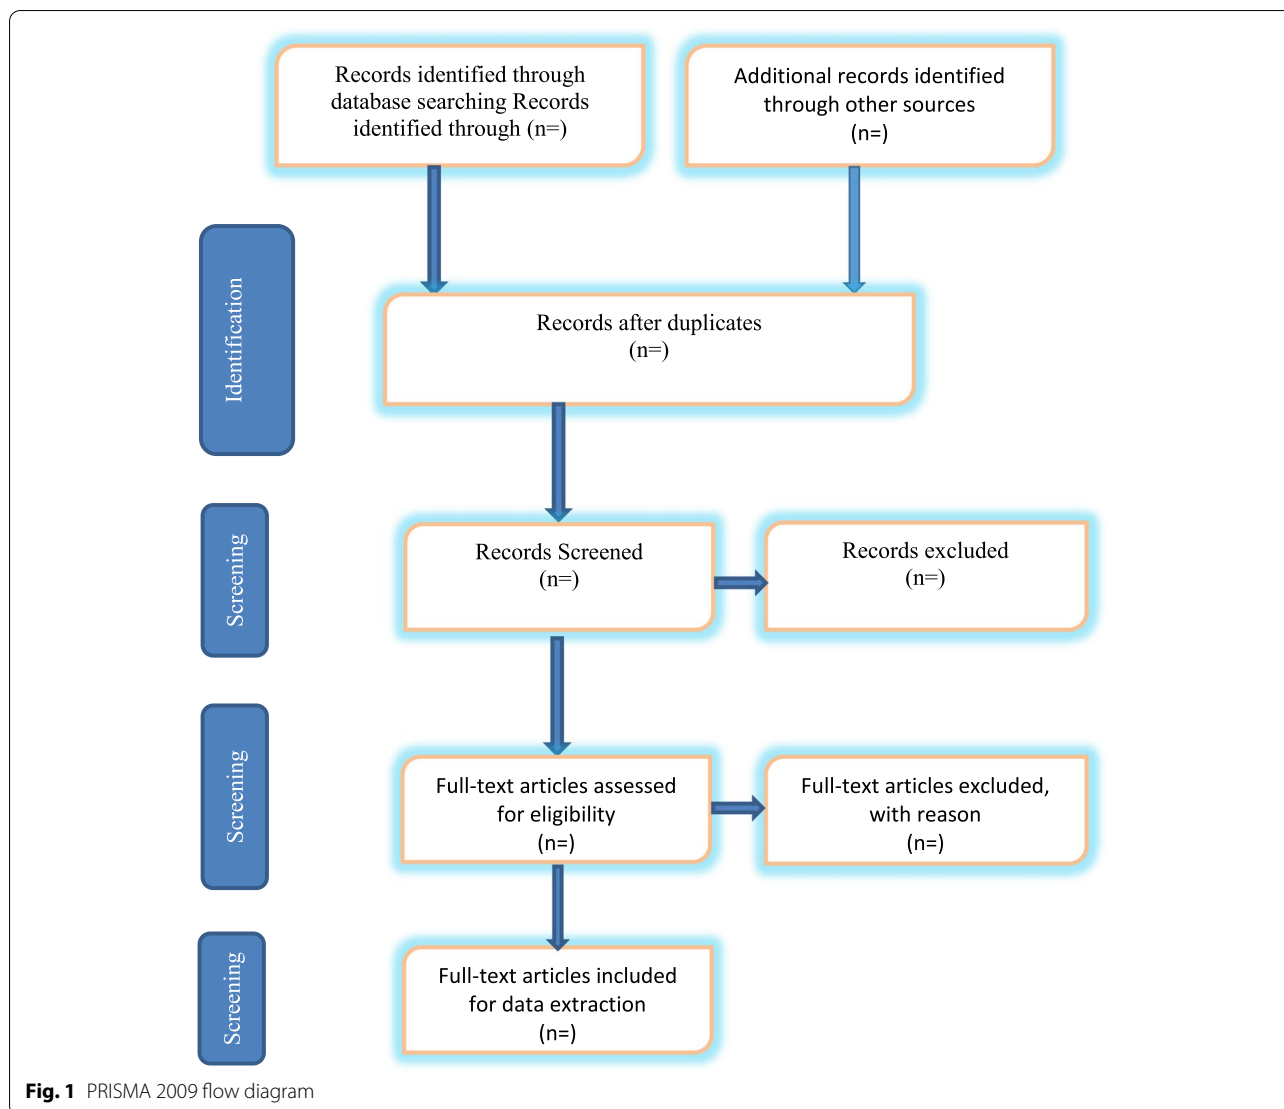 Records identified through
database searching Records
identified through (n=)
Additional records identified
through other sources
(n=)
Identification
Records after duplicates
(n=)
Screening
Records Screened
(n=)
Records excluded
(n=)
Screening
Full-text articles assessed
for eligibility
(n=)
Full-text articles excluded,
with reason
(n=)
Screening
Full-text articles included
for data extraction
(n=)
Fig. 1 PRISMA 2009 flow diagram